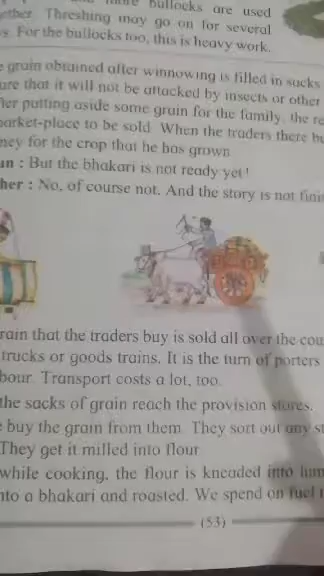 more bullocks are used
Threshing may go on for several
For the bullocks too, this is heavy work.
grain obtained after winnowing is filled in sacks
that it will not be attacked by insects or other
putting aside some grain for the family, the
to be sold. When the traders there
for the crop that he has grown.
: But the bhakari is not ready yet!
: No, of course not. And the story is not
that the traders buy is sold all over the
trucks or goods trains. It is the turn of porters
Transport costs a lot, too.
the sacks of grain reach the provision stores.
buy the grain from them. They sort out any
They get it milled into flour.
while cooking, the flour is kneaded into
a bhakari and roasted. We spend on fuel
(53)